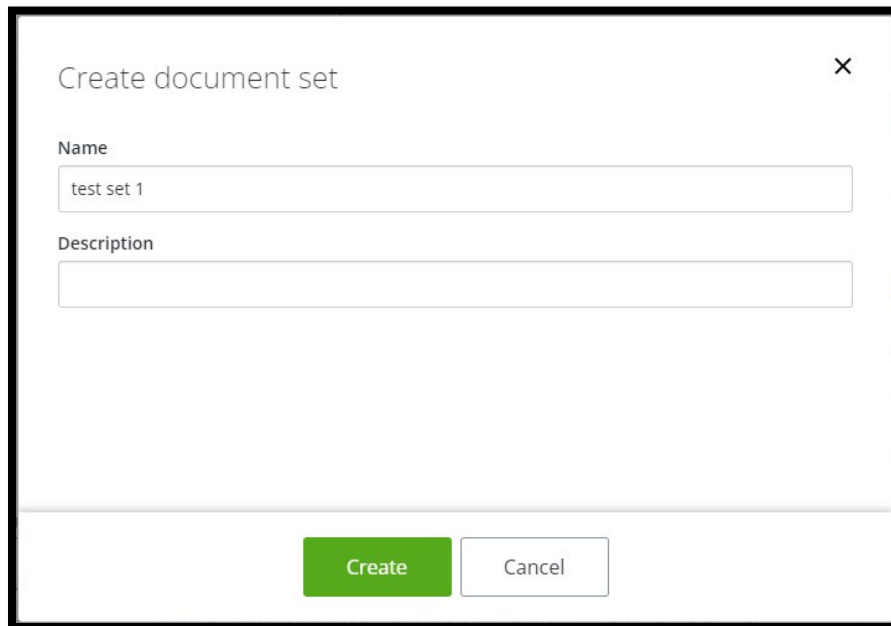 Create document set
Name
test set 1
Description
Create
Cancel